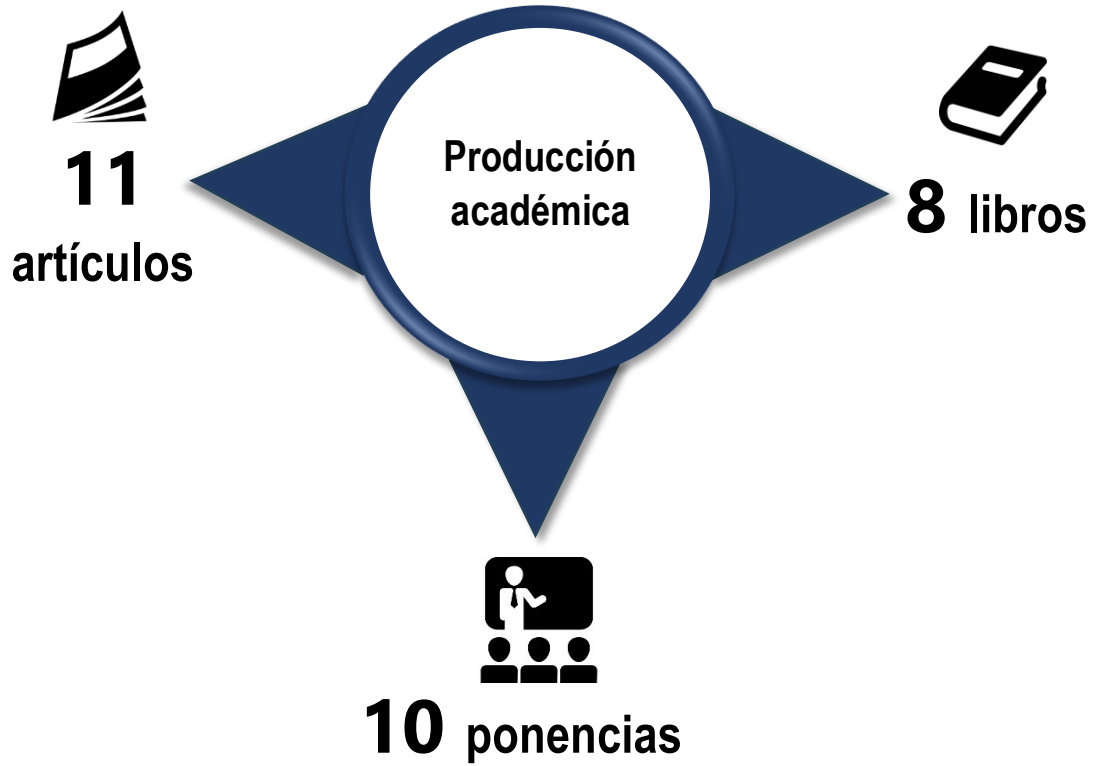 Producción
académica
11
artículos
8 libros
10 ponencias